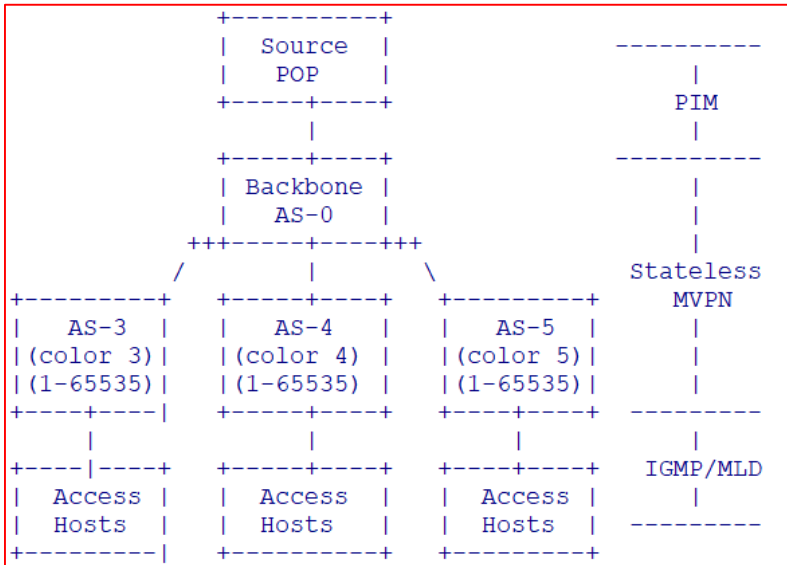 +----------+
|  Source  |              ----------
|   POP    |                  |
+-----+----+                 PIM
      |                       |
+-----+----+              ----------
| Backbone |                  |
|   AS-0   |                  |
+++-----+----+++                  |
/         |       \            Stateless
+---------+   +-----+----+   +---------+    MVPN
|   AS-3  |   |   AS-4   |   |   AS-5  |      |
|(color 3)|   |(color 4) |   |(color 5)|      |
|(1-65535)|   |(1-65535) |   |(1-65535)|      |
+----+----|   +-----+----+   +----+----+  ---------
|             |              |            |
+----|----+   +-----+----+   +----+----+   IGMP/MLD
|  Access |   |  Access  |   |  Access |      |
|  Hosts  |   |  Hosts   |   |  Hosts  |  ---------
+---------|   +----------+   +---------+